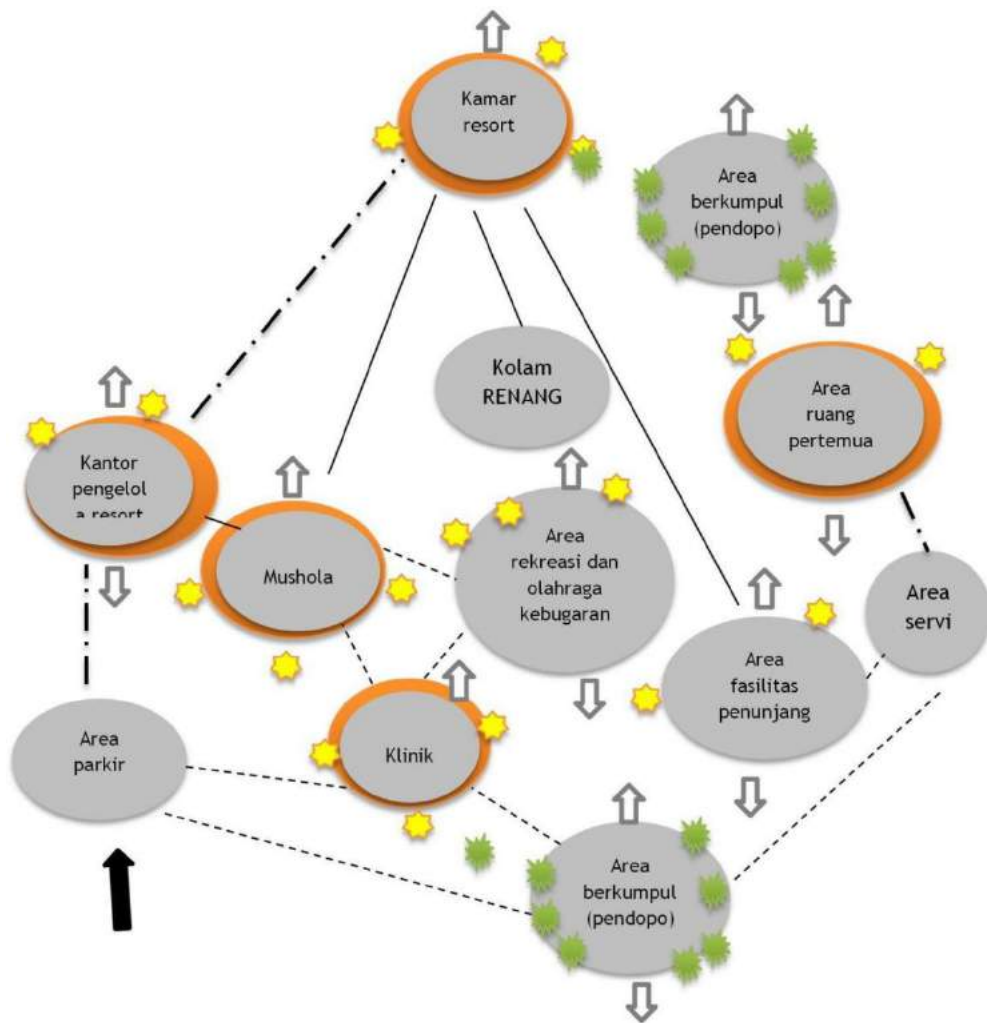 Kamar
resort
Area
berkumpul
(pendopo)
Kolam
RENANG
Area
ruang
pertemua
Kantor
pengelol
a resort
Mushola
Area
rekreasi dan
olahraga
kebugaran
Area
servi
Area
fasilitas
penunjang
Area
parkir
Klinik
Area
berkumpul
(pendopo)